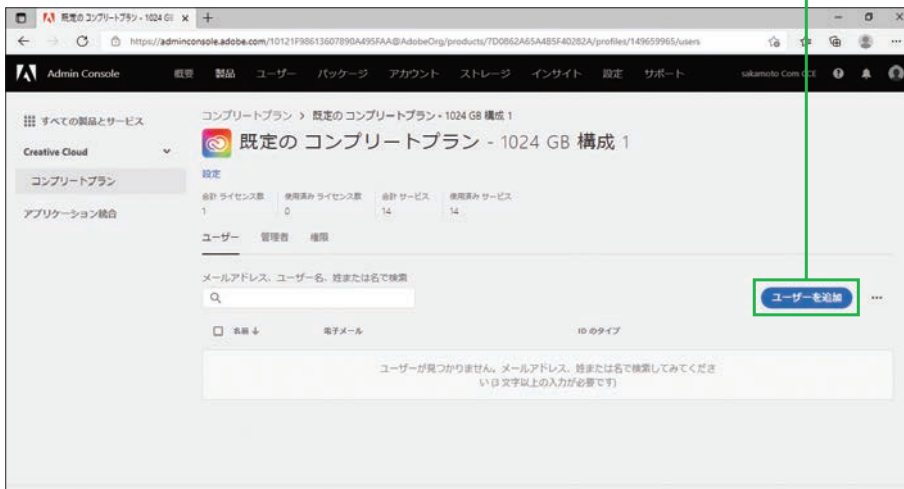 既定の コンプリートプラン - 1024 GB
https://adminconsole.adobe.com/10121F98613607890A495FAA@AdobeOrg/products/7D0862A65A4B5F40282A/profiles/149659965/users
Admin Console 概要 製品 ユーザー パッケージ アカウント ストレージ インサイト 設定 サポート
すべての製品とサービス
Creative Cloud
コンプリートプラン
アプリケーション統合
コンプリートプラン > 既定の コンプリートプラン - 1024 GB 構成 1
既定の コンプリートプラン - 1024 GB 構成 1
設定
合計 ライセンス数 使用済み ライセンス数 合計 サービス 使用済み サービス
1 0 14 14
ユーザー 管理者 権限
メールアドレス、ユーザー名、姓または名で検索
ユーザーを追加
名前 ↓ 電子メール ID のタイプ
ユーザーが見つかりません。メールアドレス、姓または名で検索してみてくださ
い (3 文字以上の入力が必要です)